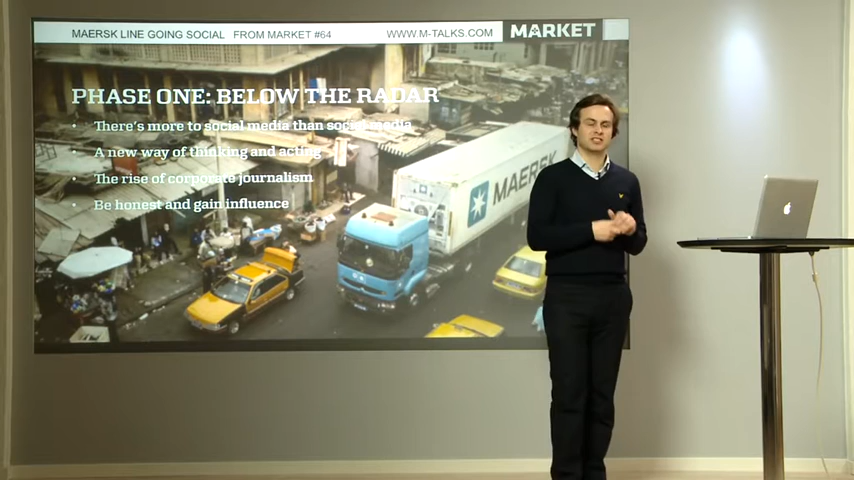 MAERSK LINE GOING SOCIAL FROM MARKET #64 WWW.M-TALKS.COM MARKET
PHASE ONE: BELOW THE RADAR
• There's more to social media than social media
• A new way of thinking and acting
• The rise of corporate journalism
• Be honest and gain influence
MAERSK